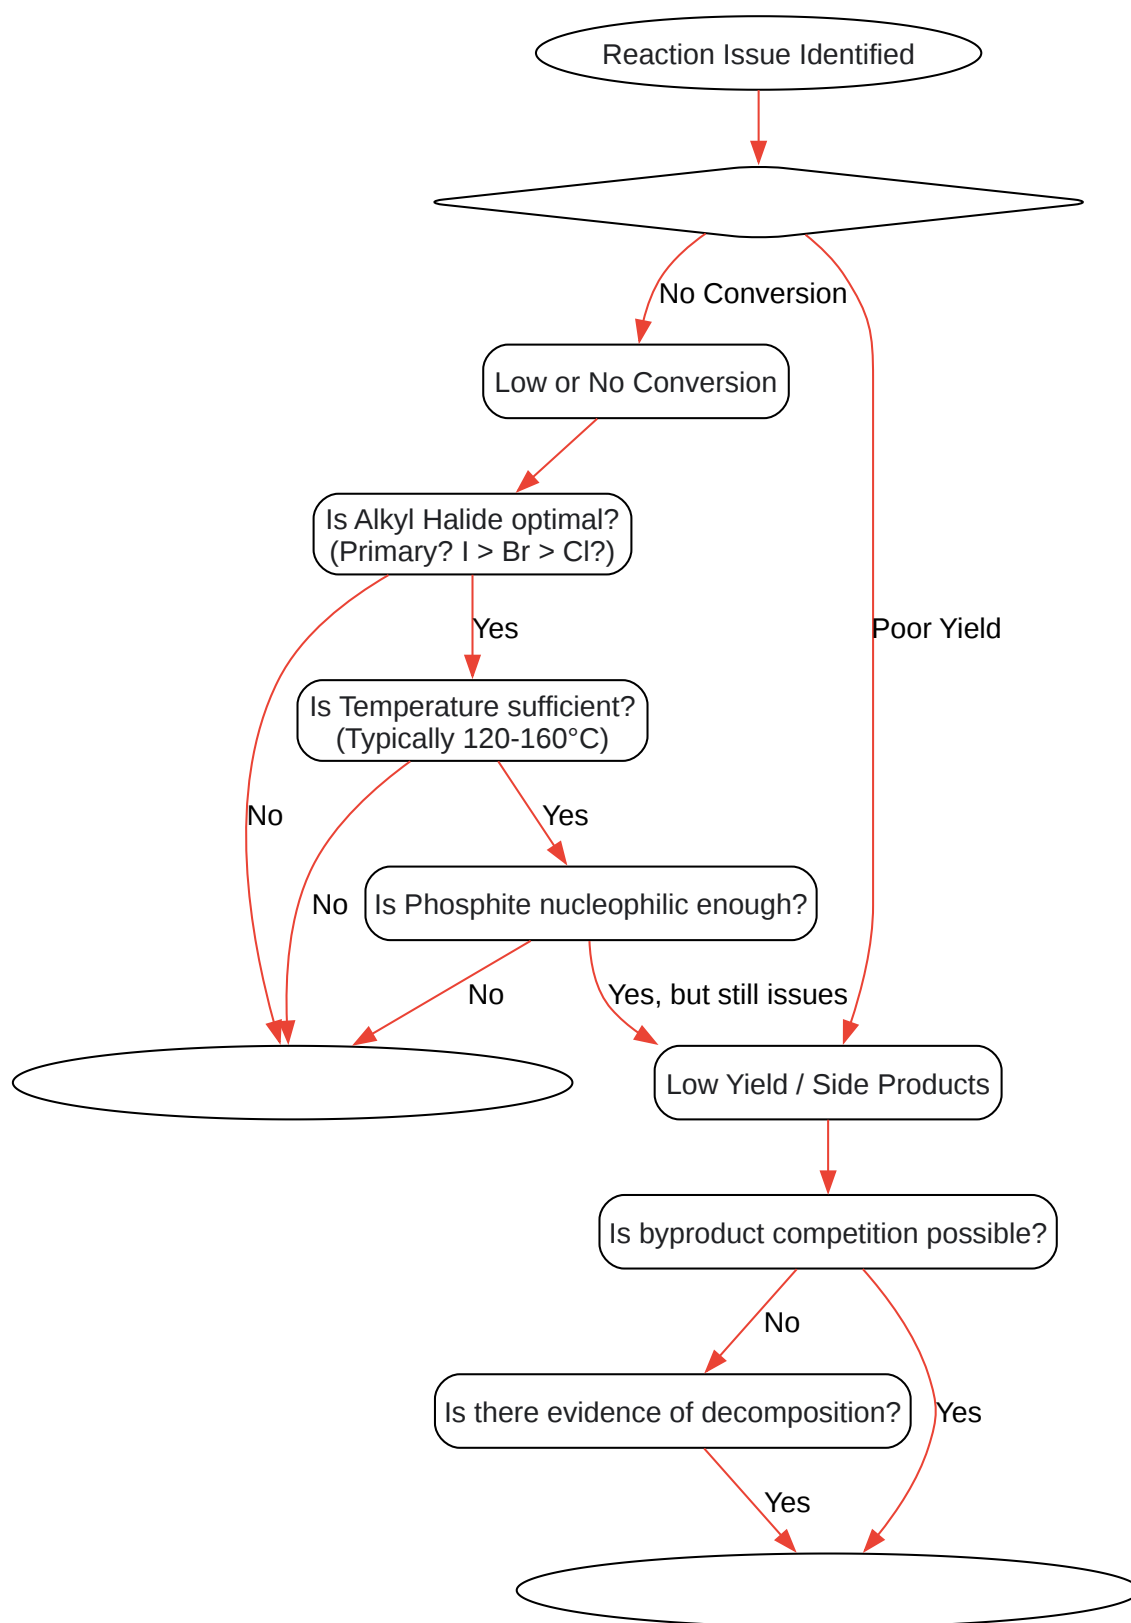 Reaction Issue Identified
No Conversion
Low or No Conversion
Is Alkyl Halide optimal?
(Primary? I > Br > Cl?)
Yes
Poor Yield
Is Temperature sufficient?
(Typically 120-160°C)
No
Yes
No
Is Phosphite nucleophilic enough?
No
Yes, but still issues
Low Yield / Side Products
Is byproduct competition possible?
No
Is there evidence of decomposition?
Yes
Yes